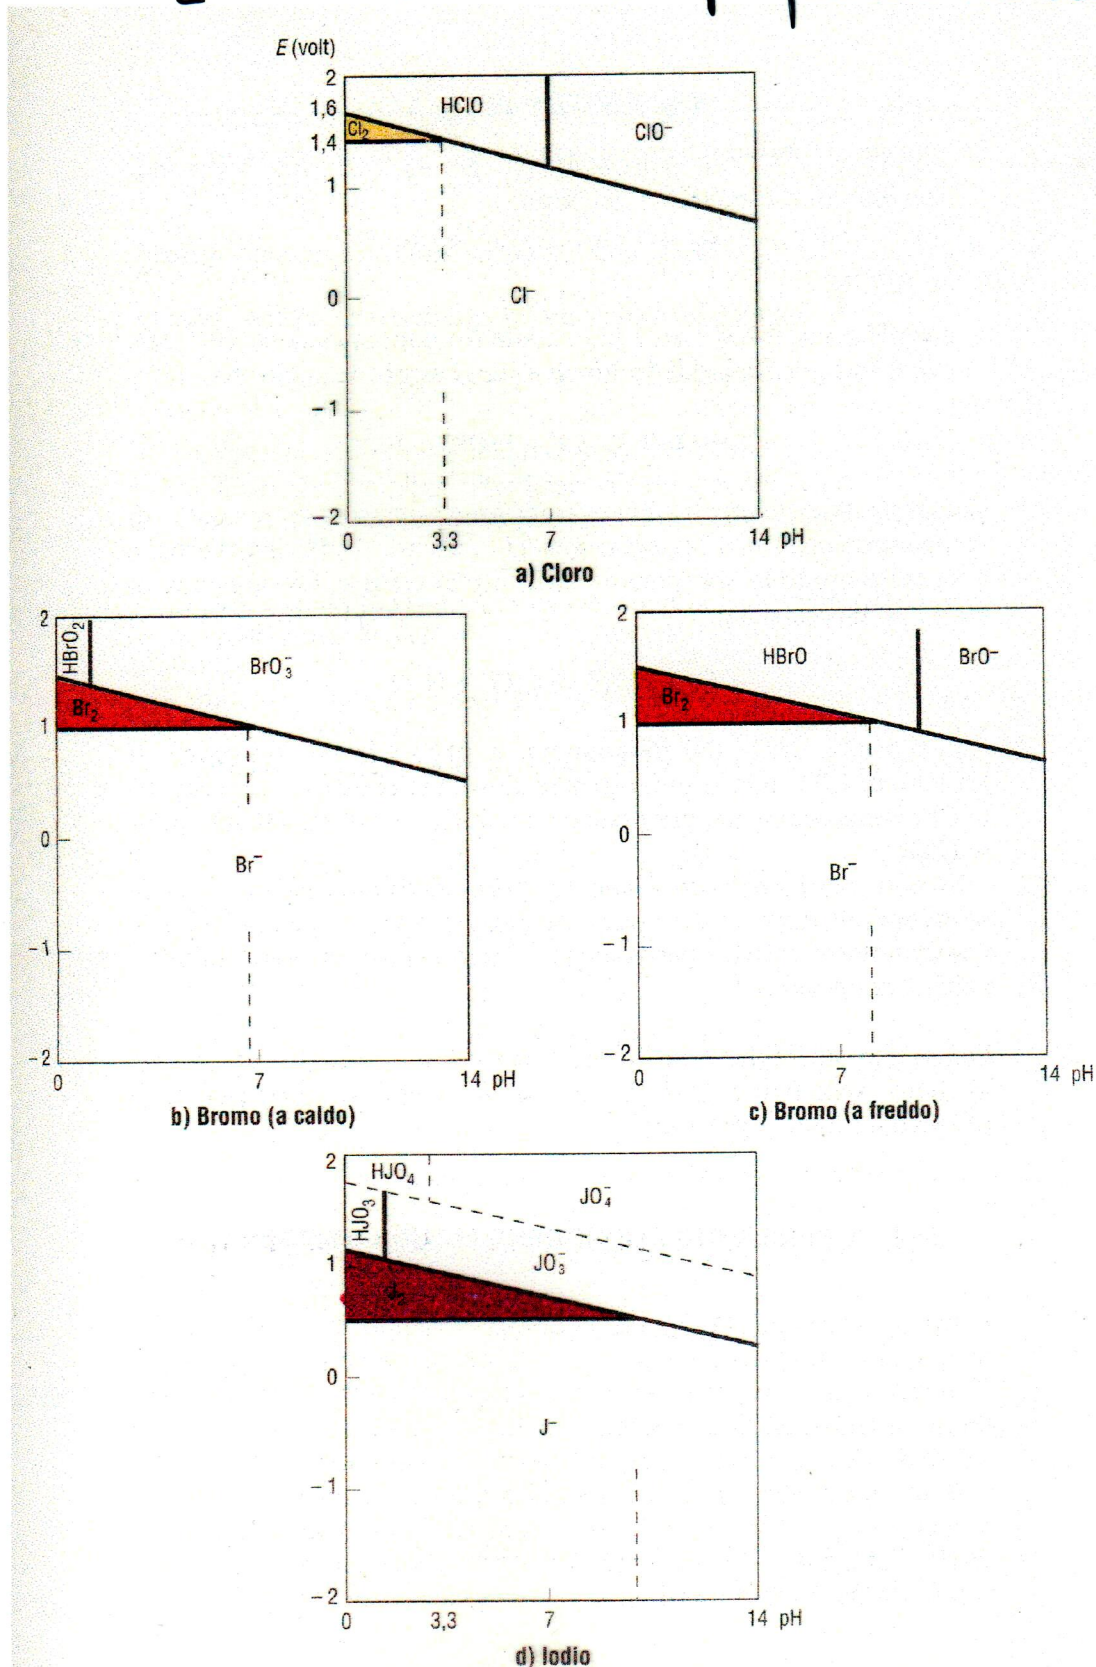 E (volt)
2
1,6
HClO
Cl₂
ClO⁻
1,4
1
0
Cl⁻
−1
−2
0
3,3
7
14 pH
a) Cloro
2
HBrO₂
BrO₃⁻
Br₂
1
0
Br⁻
−1
−2
0
7
14 pH
b) Bromo (a caldo)
2
HBrO
BrO⁻
Br₂
1
0
Br⁻
−1
−2
0
7
14 pH
c) Bromo (a freddo)
2
HJO₄
JO₄⁻
HJO₃
1
JO₃⁻
0
J⁻
−1
−2
0
3,3
7
14 pH
d) Iodio